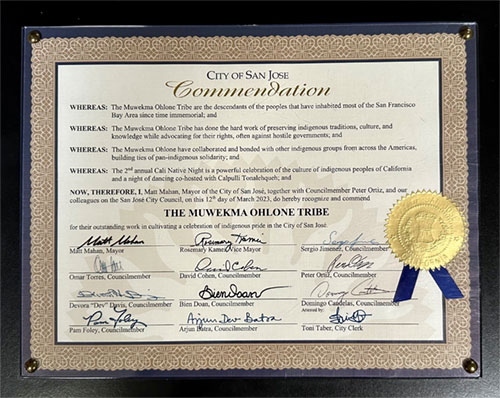 CITY OF SAN JOSE
Commendation
WHEREAS: The Muwekma Ohlone Tribe are the descendants of the peoples that have inhabited most of the San Francisco
Bay Area since time immemorial; and
WHEREAS: The Muwekma Ohlone Tribe has done the hard work of preserving indigenous traditions, culture, and
knowledge while advocating for their rights, often against hostile governments; and
WHEREAS: The Muwekma Ohlone have collaborated and bonded with other indigenous groups from across the Americas,
building ties of pan-indigenous solidarity; and
WHEREAS: The 2nd annual Cali Native Night is a powerful celebration of the culture of indigenous peoples of California
and a night of dancing co-hosted with Calpulli Tonalehqueh; and
NOW, THEREFORE, I, Matt Mahan, Mayor of the City of San José, together with Councilmember Peter Ortiz, and our
colleagues on the San José City Council, on this 12th day of March 2023, do hereby recognize and commend
THE MUWEKMA OHLONE TRIBE
for their outstanding work in cultivating a celebration of indigenous pride in the City of San José.
Matt Mahan Rosemary Kamei
Matt Mahan, Mayor Rosemary Kamei, Vice Mayor Sergio Jimenez, Councilmember
Omar Torres, Councilmember David Cohen, Councilmember Peter Ortiz, Councilmember
David Cohen
Bien Doan
Devora "Dev" Davis, Councilmember Bien Doan, Councilmember Domingo Candelas, Councilmember
Attested by:
Pam Foley Arjun Dev Batra
Pam Foley, Councilmember Arjun Batra, Councilmember Toni Taber, City Clerk